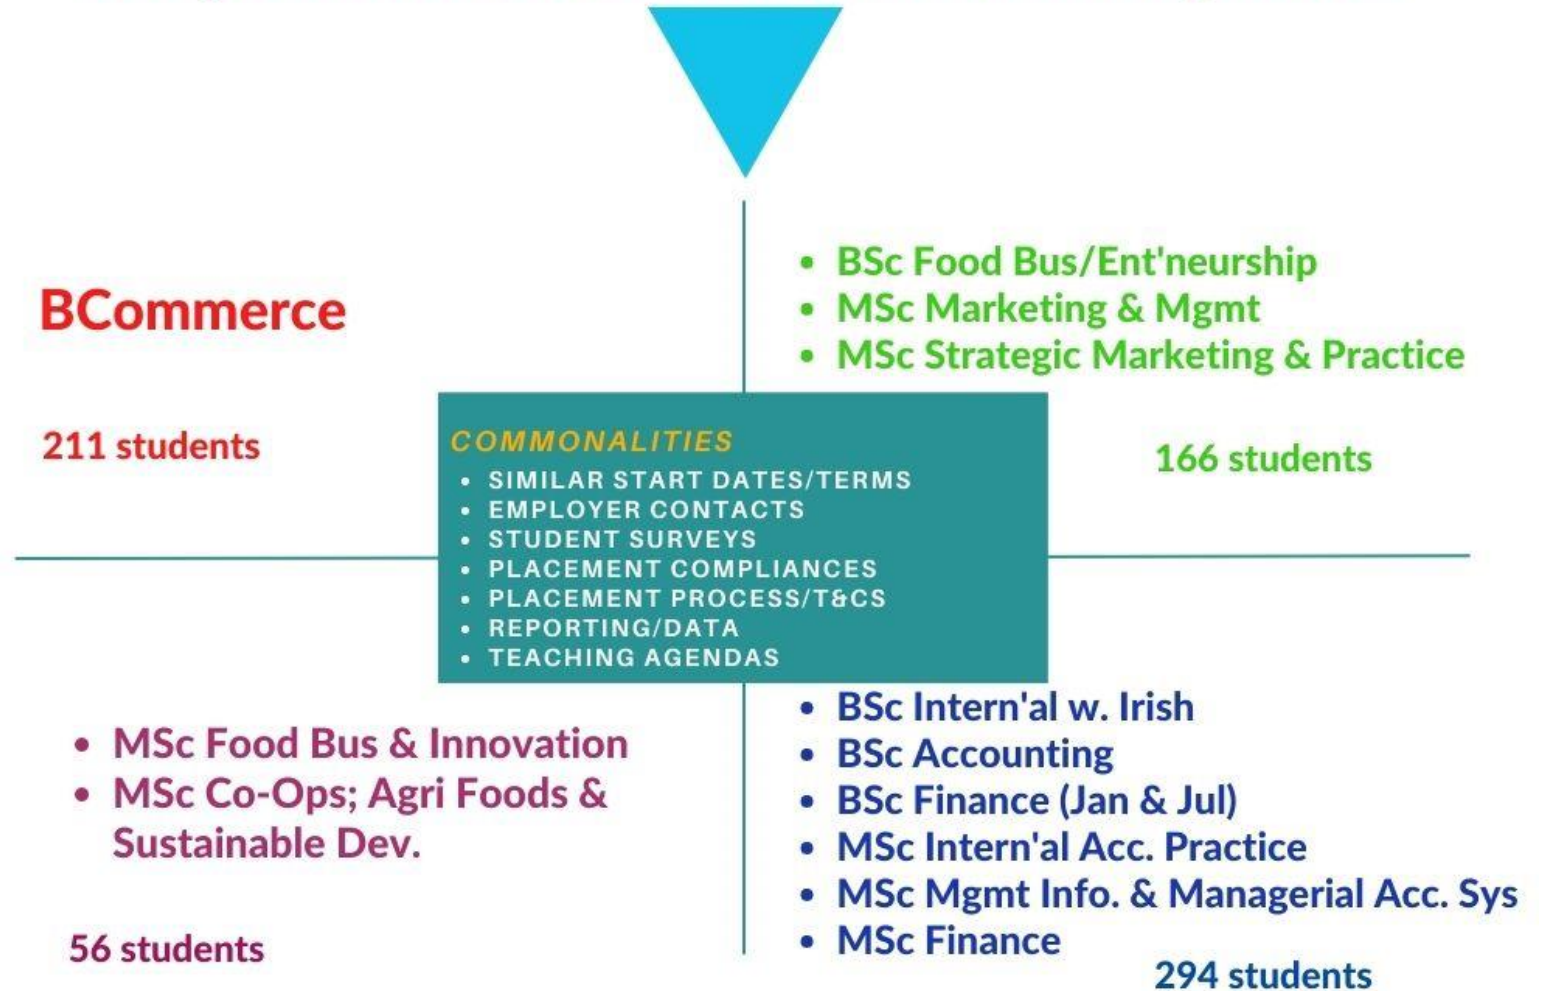 BCommerce
211 students
• BSc Food Bus/Ent'neurship
• MSc Marketing & Mgmt
• MSc Strategic Marketing & Practice
166 students
COMMONALITIES
• SIMILAR START DATES/TERMS
• EMPLOYER CONTACTS
• STUDENT SURVEYS
• PLACEMENT COMPLIANCES
• PLACEMENT PROCESS/T&CS
• REPORTING/DATA
• TEACHING AGENDAS
• MSc Food Bus & Innovation
• MSc Co-Ops; Agri Foods &
Sustainable Dev.
56 students
• BSc Intern'al w. Irish
• BSc Accounting
• BSc Finance (Jan & Jul)
• MSc Intern'al Acc. Practice
• MSc Mgmt Info. & Managerial Acc. Sys
• MSc Finance
294 students